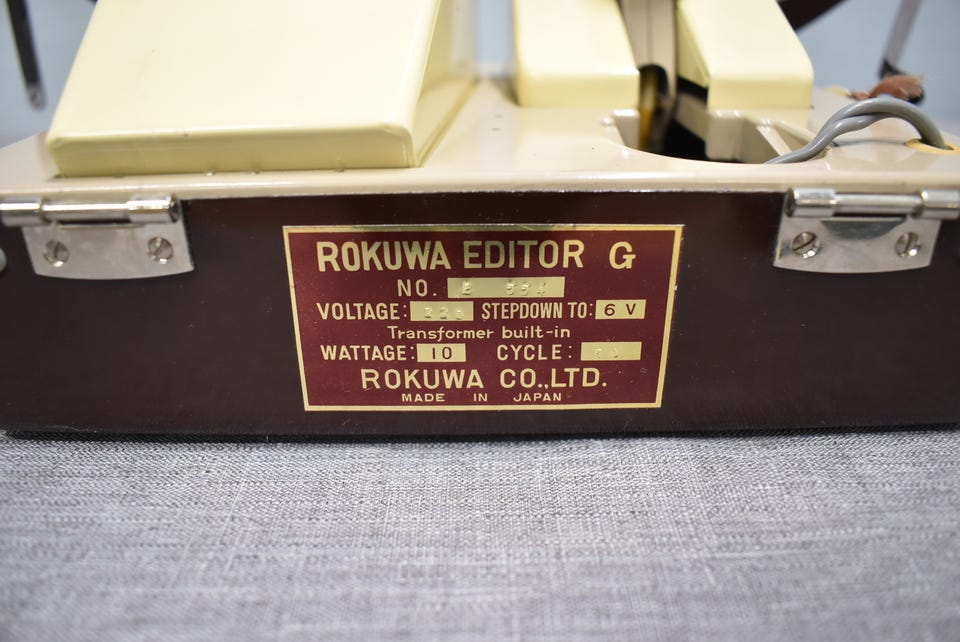 ROKUWA EDITOR G
NO.
VOLTAGE: 220 STEPDOWN TO: 6 V
Transformer built-in
WATTAGE: 10 CYCLE:
ROKUWA CO.,LTD.
MADE IN JAPAN